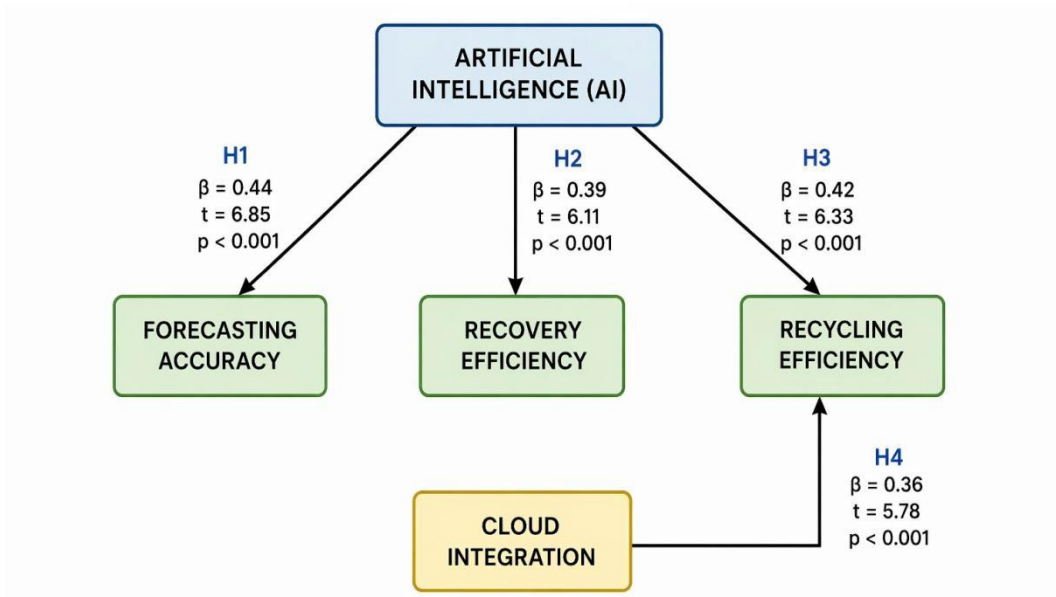 ARTIFICIAL
INTELLIGENCE (AI)
H1
β = 0.44
t = 6.85
p < 0.001
H2
β = 0.39
t = 6.11
p < 0.001
H3
β = 0.42
t = 6.33
p < 0.001
FORECASTING
ACCURACY
RECOVERY
EFFICIENCY
RECYCLING
EFFICIENCY
H4
β = 0.36
t = 5.78
p < 0.001
CLOUD
INTEGRATION